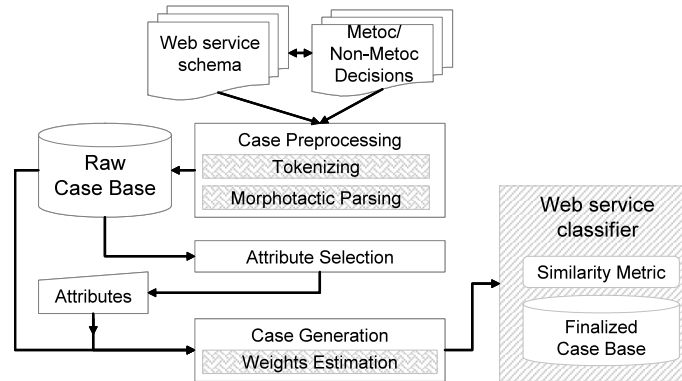 Web service
schema
Metoc/
Non-Metoc
Decisions
Case Preprocessing
Tokenizing
Morphotactic Parsing
Raw
Case Base
Web service
classifier
Similarity Metric
Finalized
Case Base
Attribute Selection
Attributes
Case Generation
Weights Estimation